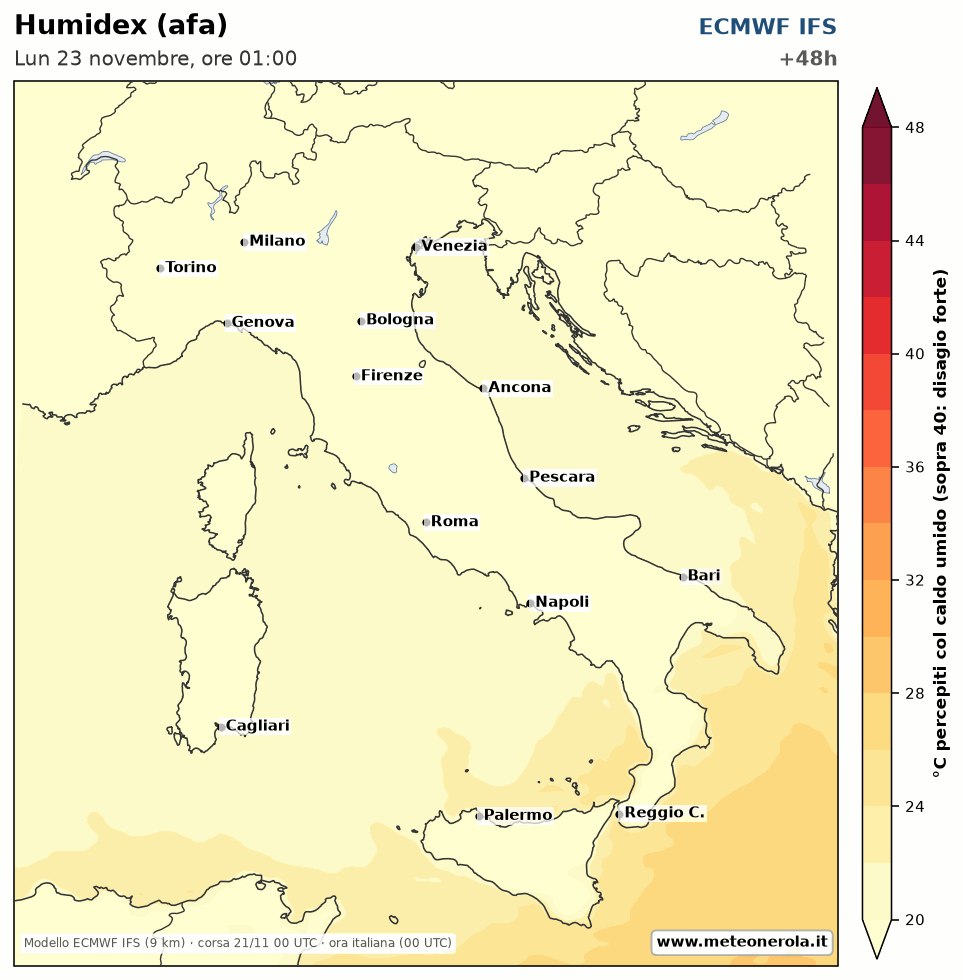 Humidex (afa)
ECMWF IFS
Lun 23 novembre, ore 01:00
+48h
Milano
Venezia
Torino
Genova
Bologna
Firenze
Ancona
Pescara
Roma
Bari
Napoli
Cagliari
Palermo
Reggio C.
48
44
40
36
32
28
24
20
°C percepiti col caldo umido (sopra 40: disagio forte)
Modello ECMWF IFS (9 km) · corsa 21/11 00 UTC · ora italiana (00 UTC)
www.meteonerola.it